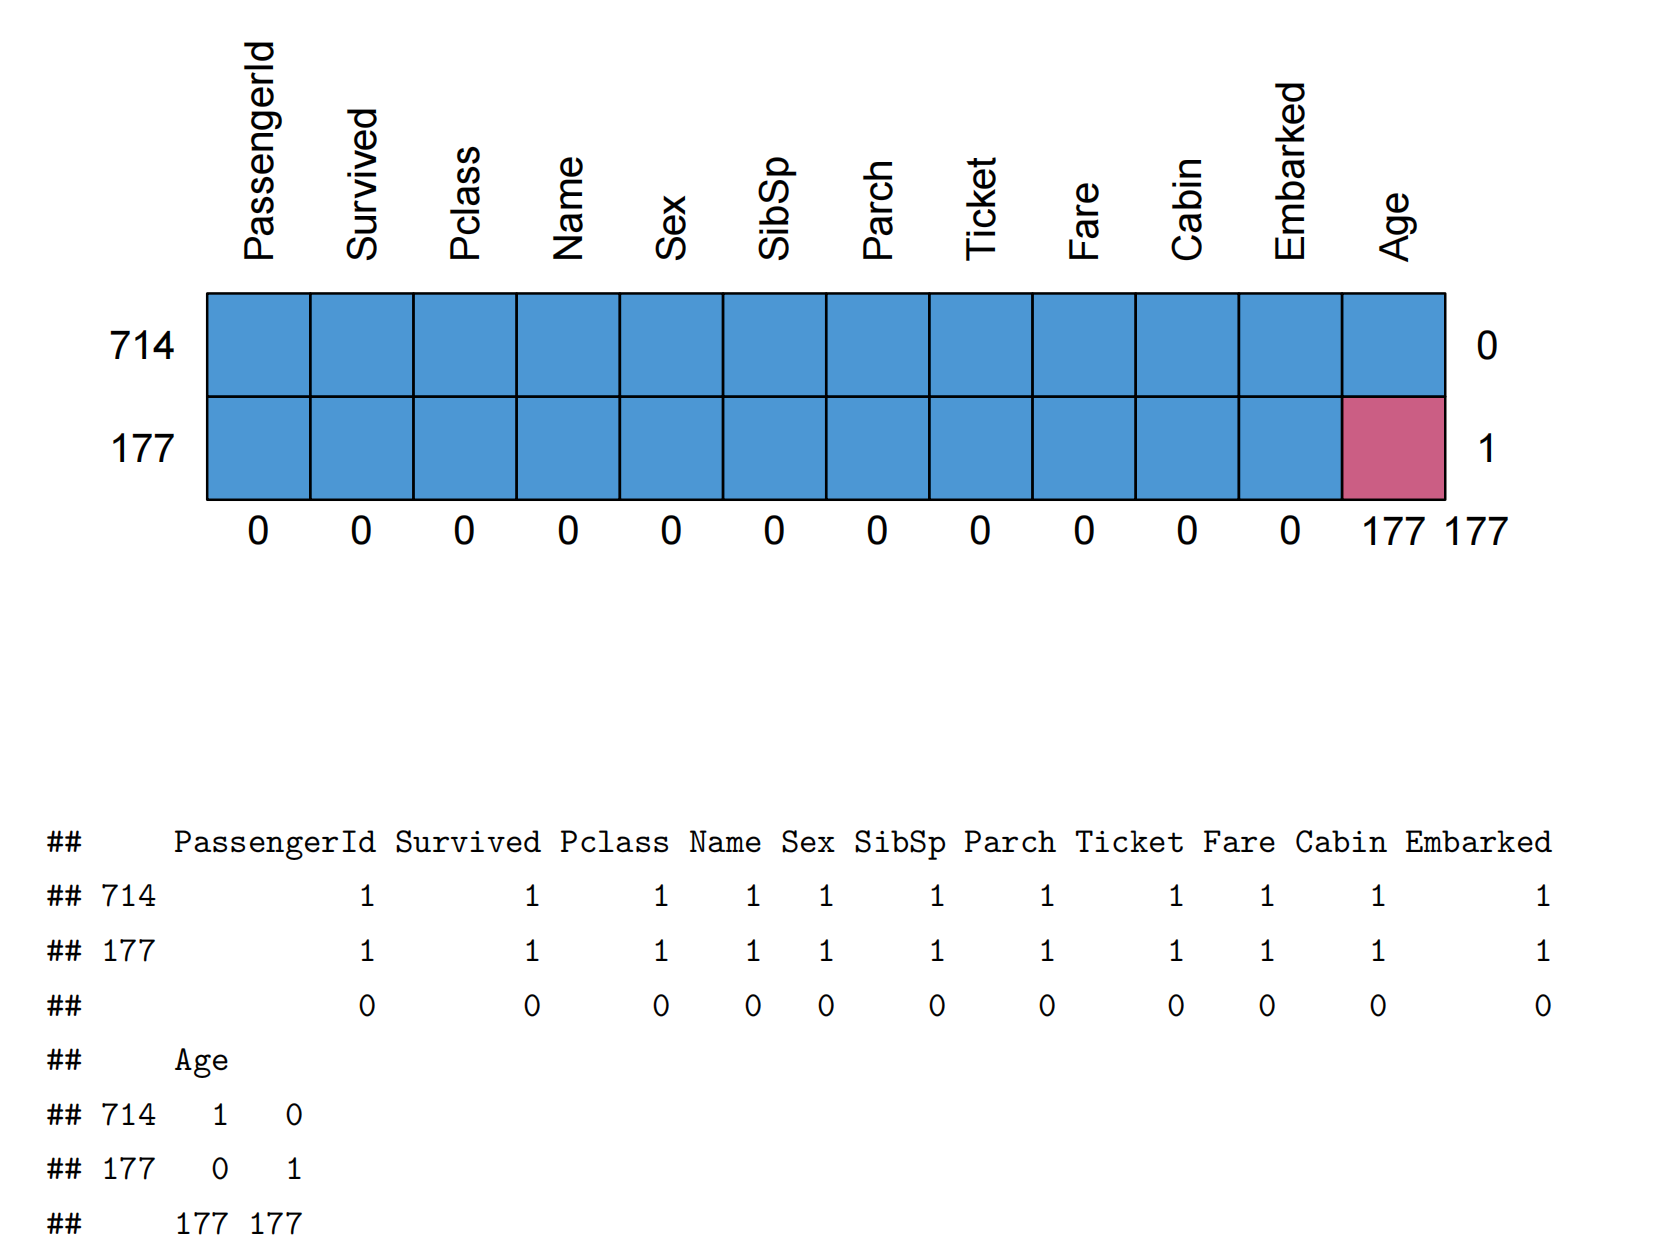 PassengerId Survived Pclass Name Sex SibSp Parch Ticket Fare Cabin Embarked Age
714 0
177 1
0 0 0 0 0 0 0 0 0 0 0 177 177
## PassengerId Survived Pclass Name Sex SibSp Parch Ticket Fare Cabin Embarked
## 714 1 1 1 1 1 1 1 1 1 1 1
## 177 1 1 1 1 1 1 1 1 1 1 1
## 0 0 0 0 0 0 0 0 0 0 0
## Age
## 714 1 0
## 177 0 1
## 177 177